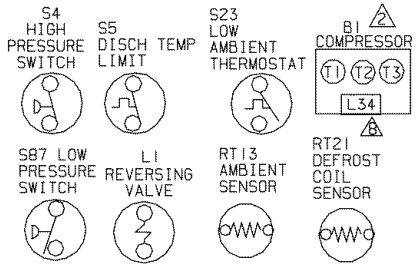 S4
HIGH
PRESSURE
SWITCH
S5
DISCH TEMP
LIMIT
S23
LOW
AMBIENT
THERMOSTAT
2
B1
COMPRESSOR
T1 T2 T3
L34
B
S87 LOW
PRESSURE
SWITCH
L1
REVERSING
VALVE
RT13
AMBIENT
SENSOR
RT21
DEFROST
COIL
SENSOR